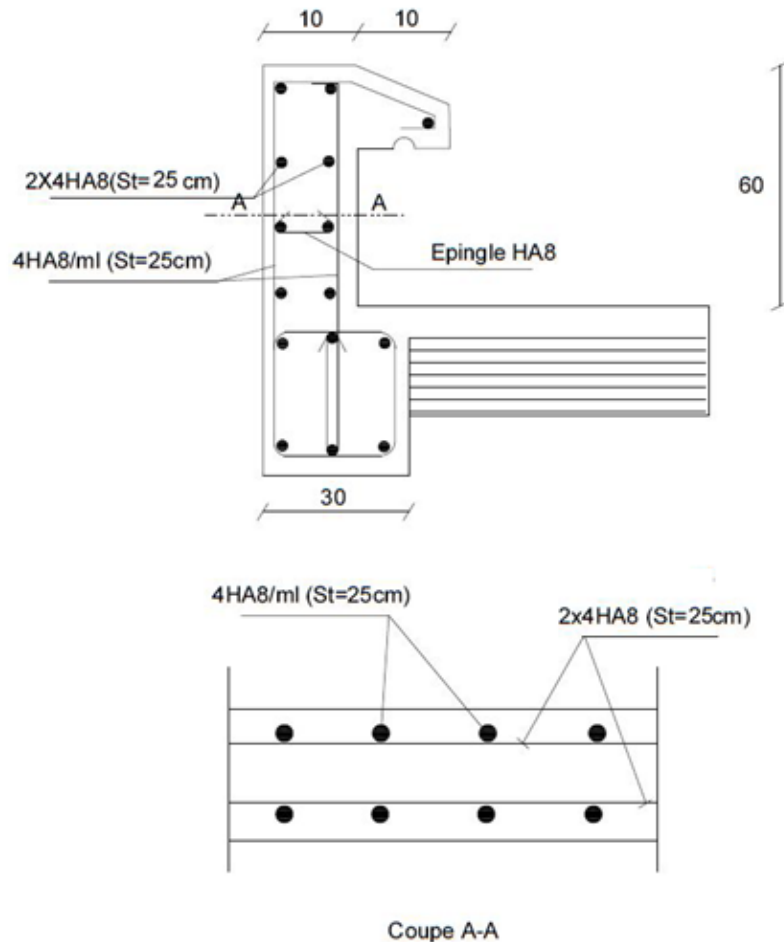 10 10
2X4HA8(St=25 cm)
60
A A
4HA8/ml (St=25cm)
Epingle HA8
30
4HA8/ml (St=25cm)
2x4HA8 (St=25cm)
Coupe A-A